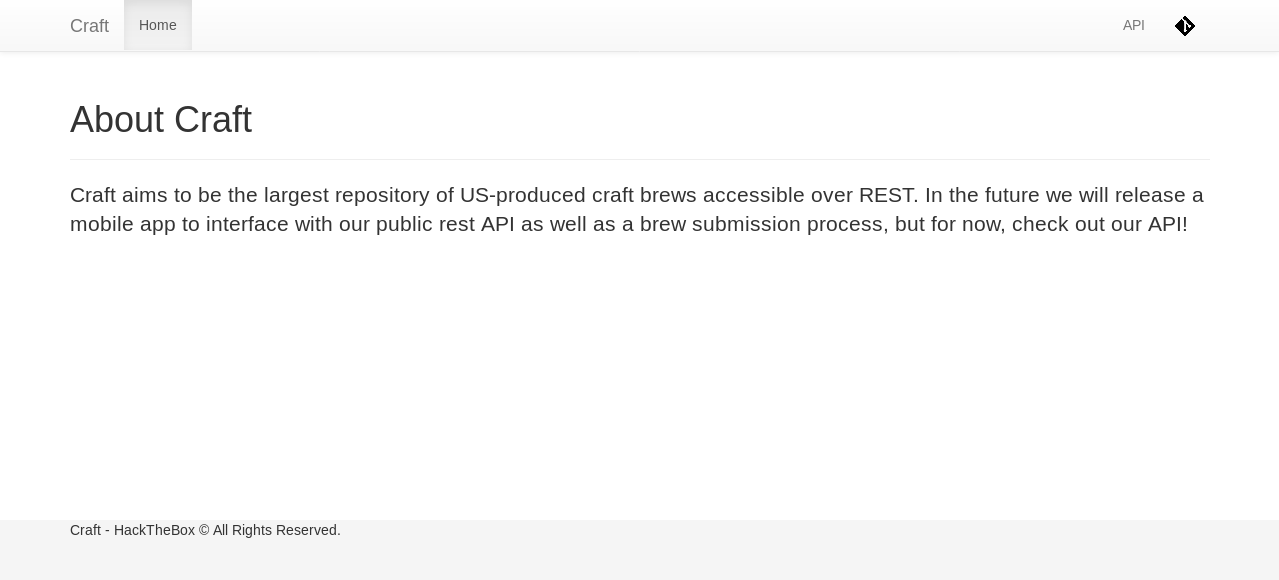 Craft Home API
About Craft
Craft aims to be the largest repository of US-produced craft brews accessible over REST. In the future we will release a
mobile app to interface with our public rest API as well as a brew submission process, but for now, check out our API!
Craft - HackTheBox © All Rights Reserved.